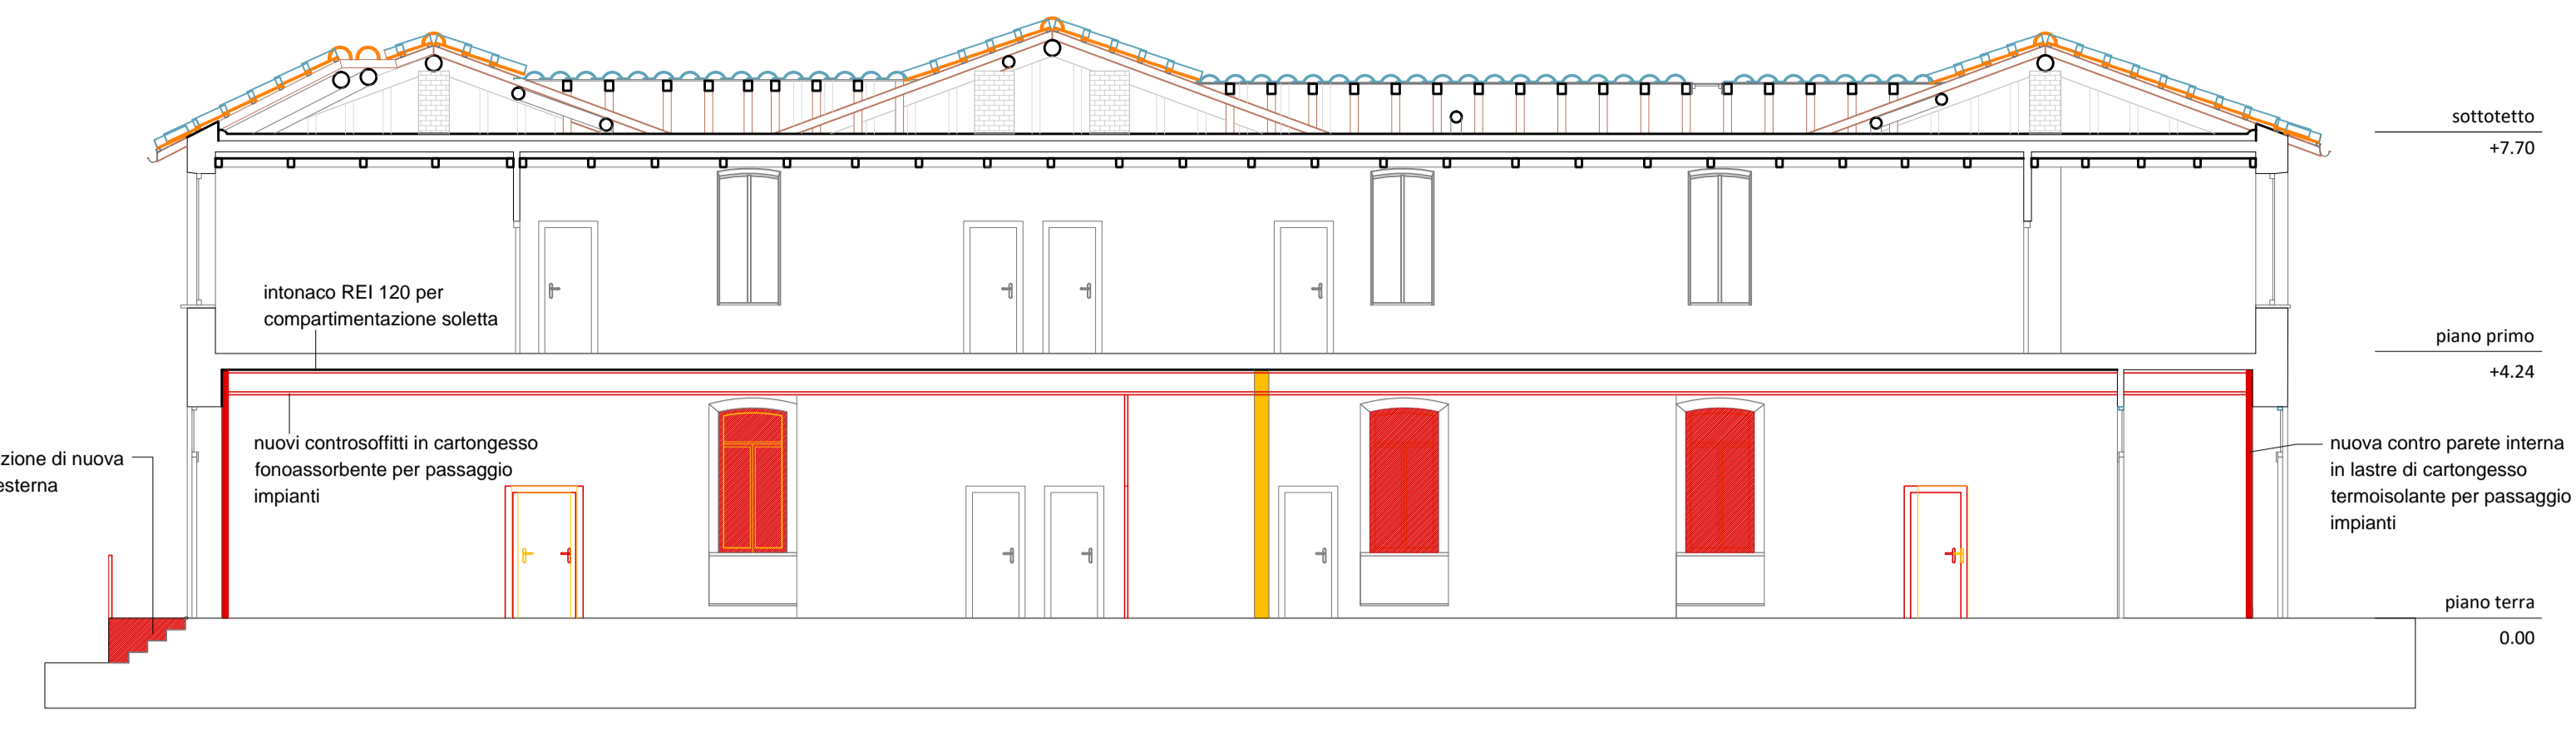 sottotetto
+7.70
intonaco REI 120 per
compartimentazione soletta
piano primo
+4.24
nuovi controsoffitti in cartongesso
fonoassorbente per passaggio
impianti
zione di nuova
esterna
nuova contro parete interna
in lastre di cartongesso
termoisolante per passaggio
impianti
piano terra
0.00